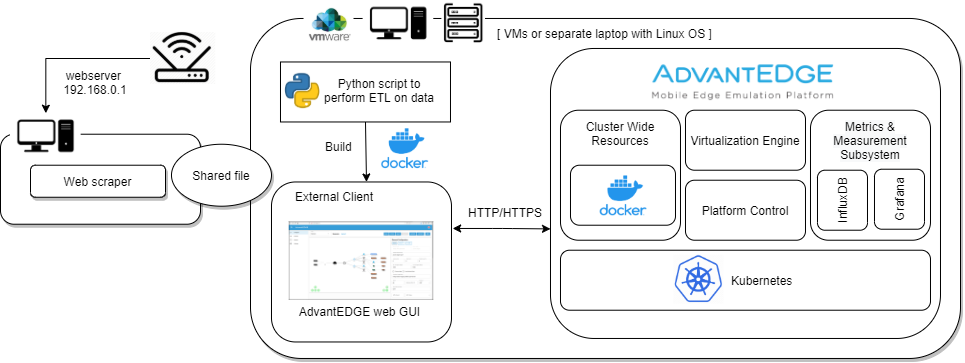 vmware
[ VMs or separate laptop with Linux OS ]
webserver
192.168.0.1
Web scraper
Shared file
Python script to
perform ETL on data
Build
docker
External Client
AdvantEDGE web GUI
HTTP/HTTPS
ADVANTEDGE
Mobile Edge Emulation Platform
Cluster Wide
Resources
docker
Virtualization Engine
Platform Control
Metrics &
Measurement
Subsystem
InfluxDB
Grafana
Kubernetes